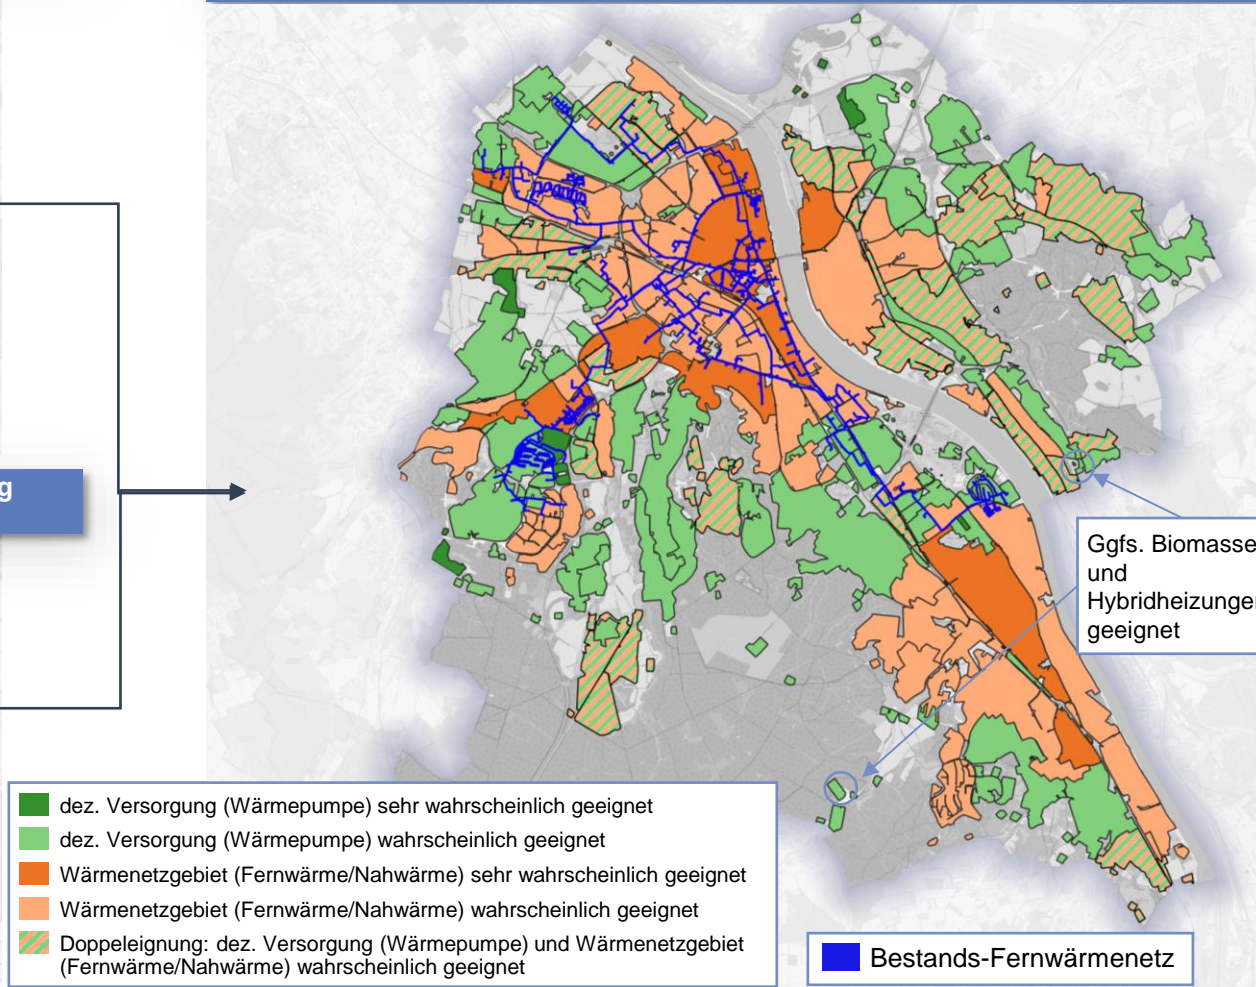 g
Ggfs. Biomasse
und
Hybridheizungen
geeignet
dez. Versorgung (Wärmepumpe) sehr wahrscheinlich geeignet
dez. Versorgung (Wärmepumpe) wahrscheinlich geeignet
Wärmenetzgebiet (Fernwärme/Nahwärme) sehr wahrscheinlich geeignet
Wärmenetzgebiet (Fernwärme/Nahwärme) wahrscheinlich geeignet
Doppeleignung: dez. Versorgung (Wärmepumpe) und Wärmenetzgebiet
(Fernwärme/Nahwärme) wahrscheinlich geeignet
Bestands-Fernwärmenetz